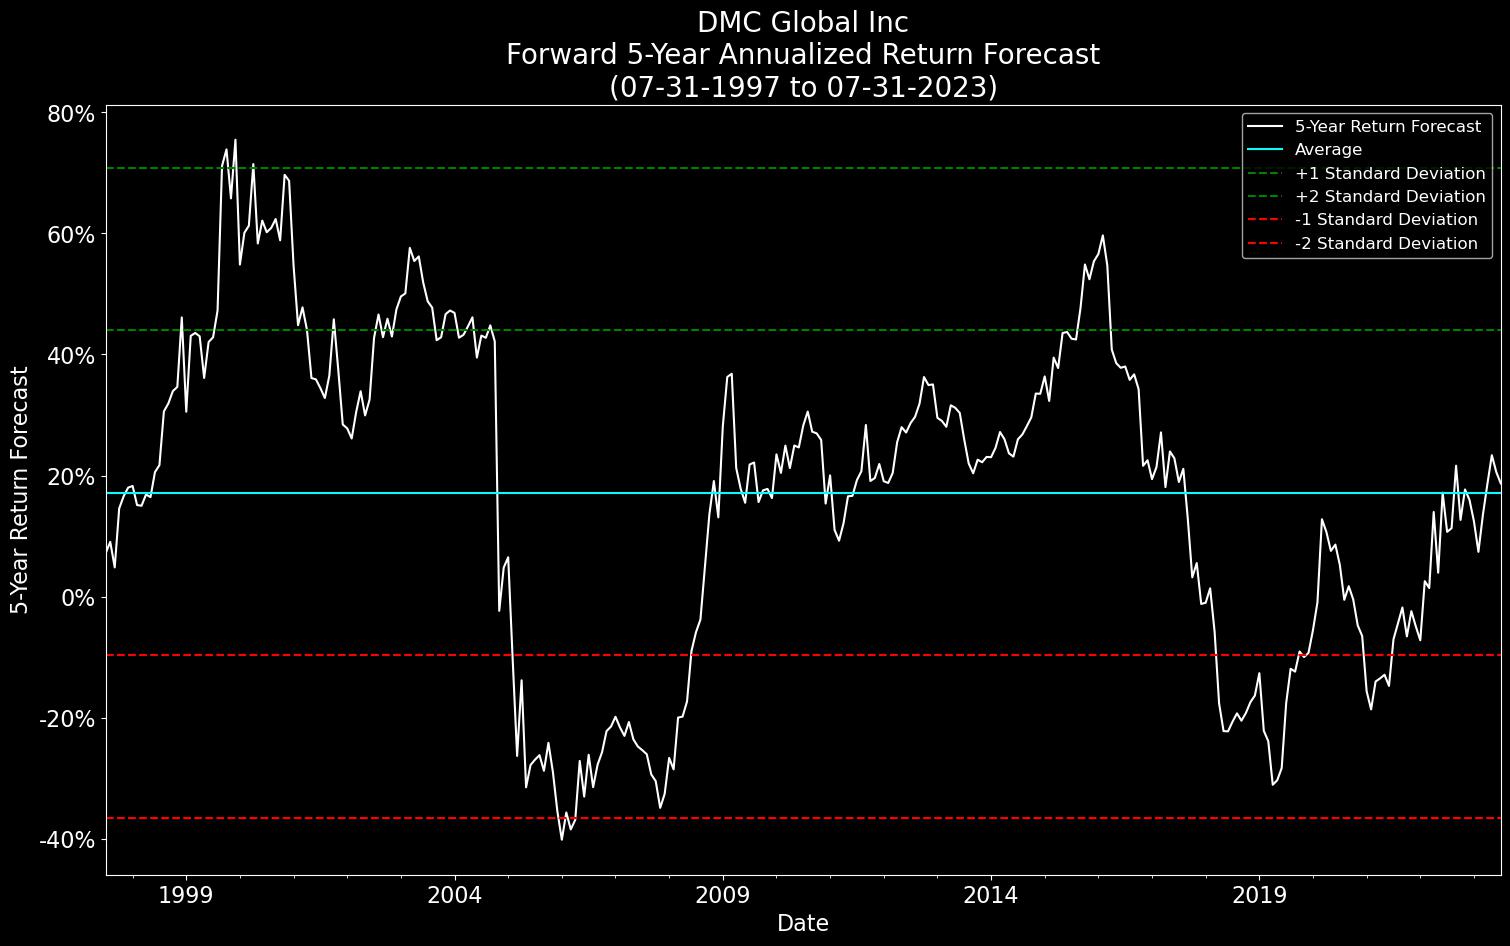 DMC Global Inc
Forward 5-Year Annualized Return Forecast
(07-31-1997 to 07-31-2023)
80%
60%
40%
20%
0%
-20%
-40%
5-Year Return Forecast
5-Year Return Forecast
Average
+1 Standard Deviation
+2 Standard Deviation
-1 Standard Deviation
-2 Standard Deviation
1999 2004 2009 2014 2019
Date